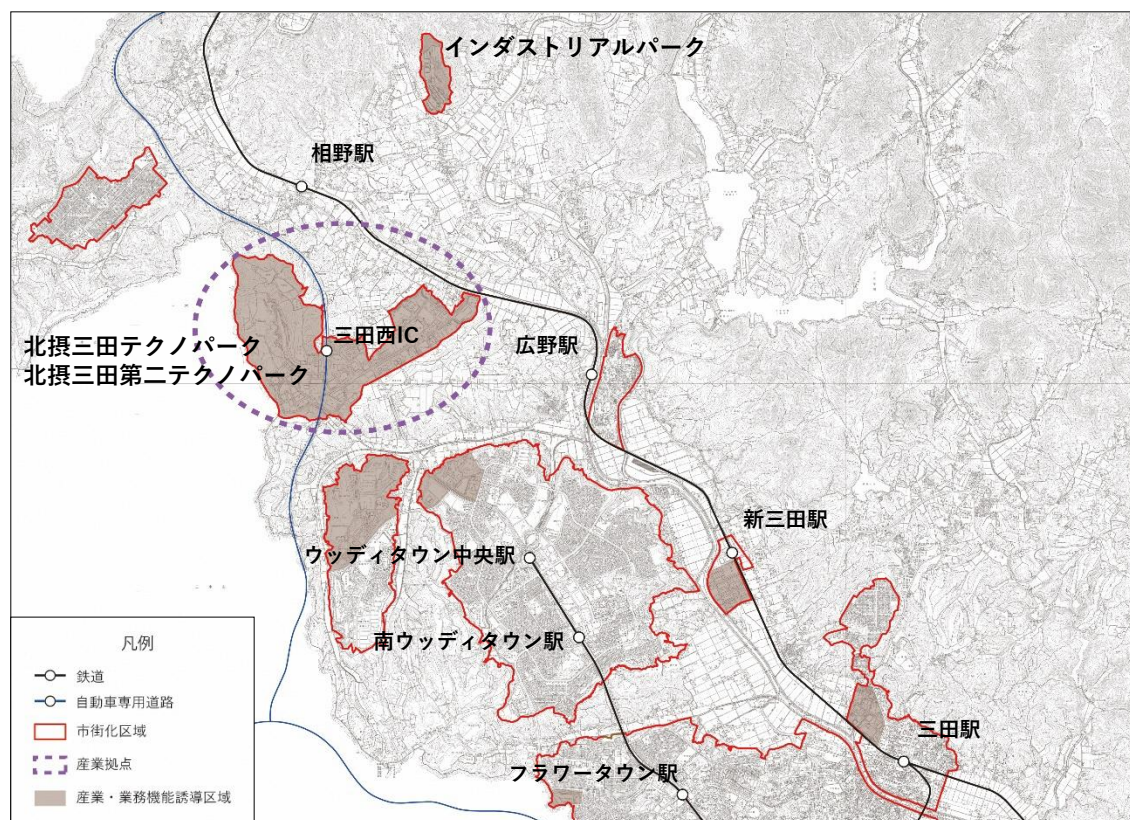 インダストリアルパーク
相野駅
三田西IC
広野駅
北摂三田テクノパーク
北摂三田第二テクノパーク
新三田駅
ウッディタウン中央駅
南ウッディタウン駅
三田駅
フラワータウン駅
凡例
鉄道
自動車専用道路
市街化区域
産業拠点
産業・業務機能誘導区域